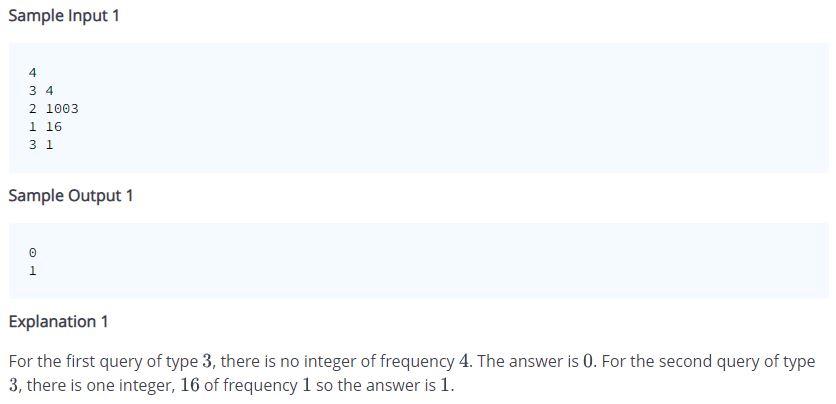 Sample Input 1
4
3 4
2 1003
1 16
3 1
Sample Output 1
0
1
Explanation 1
For the first query of type 3, there is no integer of frequency 4. The answer is 0. For the second query of type
3, there is one integer, 16 of frequency 1 so the answer is 1.